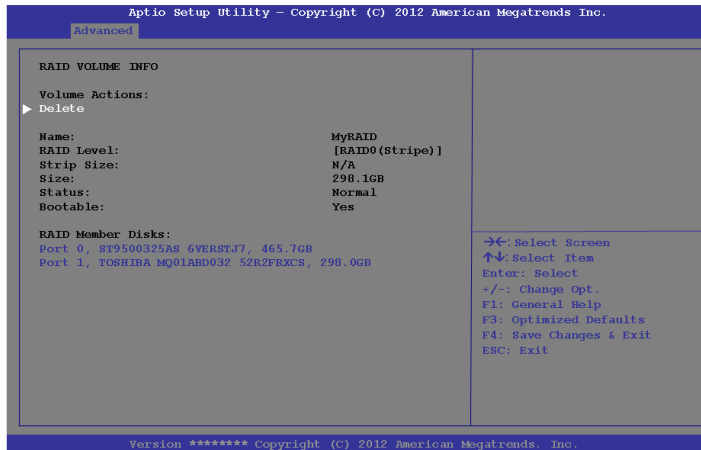 Aptio Setup Utility – Copyright (C) 2012 American Megatrends Inc.
Advanced
RAID VOLUME INFO
Volume Actions:
▶ Delete
Name: MyRAID
RAID Level: [RAID0(Stripe)]
Strip Size: N/A
Size: 298.1GB
Status: Normal
Bootable: Yes
RAID Member Disks:
Port 0, ST9500325AS 6VERSTJ7, 465.7GB
Port 1, TOSHIBA MQ01ABD032 52R2FRXCS, 298.0GB
→←: Select Screen
↑↓: Select Item
Enter: Select
+/-: Change Opt.
F1: General Help
F3: Optimized Defaults
F4: Save Changes & Exit
ESC: Exit
Version ******** Copyright (C) 2012 American Megatrends. Inc.